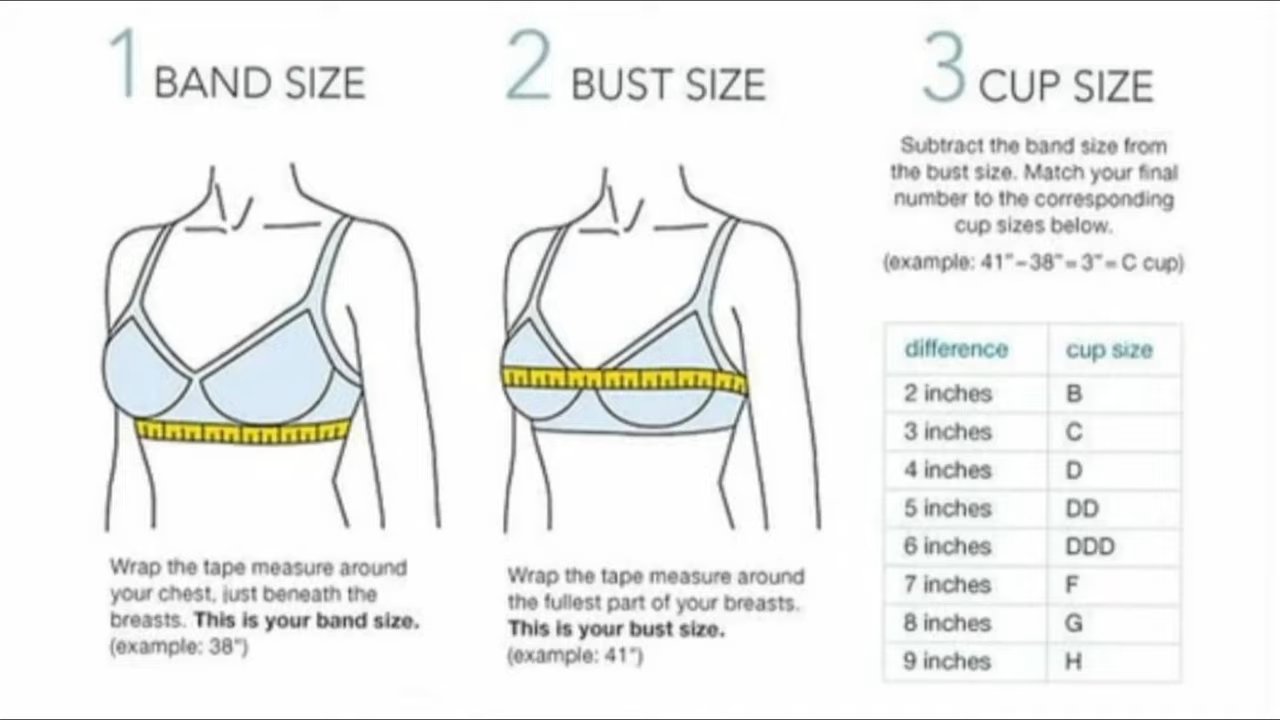 1 BAND SIZE
Wrap the tape measure around
your chest, just beneath the
breasts. This is your band size.
(example: 38")
2 BUST SIZE
Wrap the tape measure around
the fullest part of your breasts.
This is your bust size.
(example: 41")
3 CUP SIZE
Subtract the band size from
the bust size. Match your final
number to the corresponding
cup sizes below.
(example: 41"-38"=3"=C cup)
difference cup size
2 inches B
3 inches C
4 inches D
5 inches DD
6 inches DDD
7 inches F
8 inches G
9 inches H